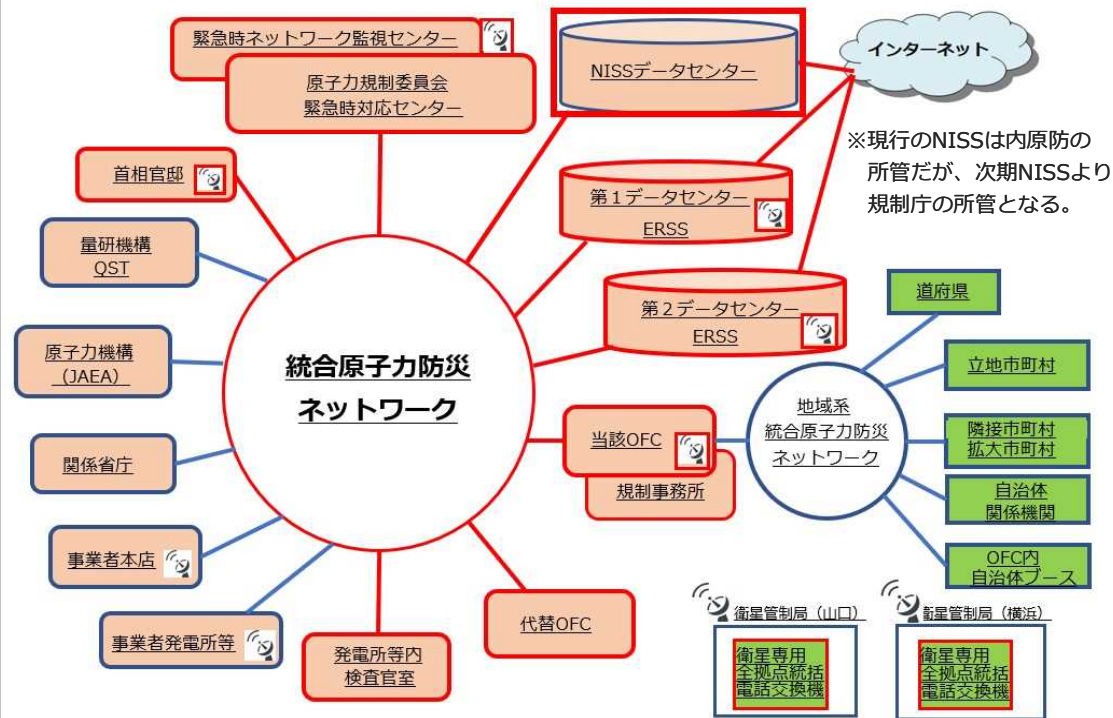 緊急時ネットワーク監視センター
原子力規制委員会
緊急時対応センター
NISSデータセンター
インターネット
※現行のNISSは内原防の
所管だが、次期NISSより
規制庁の所管となる。
首相官邸
第1データセンター
ERSS
量研機構
QST
第2データセンター
ERSS
道府県
原子力機構
(JAEA)
統合原子力防災
ネットワーク
立地市町村
地域系
統合原子力防災
ネットワーク
当該OFC
規制事務所
隣接市町村
拡大市町村
関係省庁
自治体
関係機関
事業者本店
OFC内
自治体ブース
事業者発電所等
発電所等内
検査官室
代替OFC
衛星管制局(山口)
衛星専用
全拠点統括
電話交換機
衛星管制局(横浜)
衛星専用
全拠点統括
電話交換機